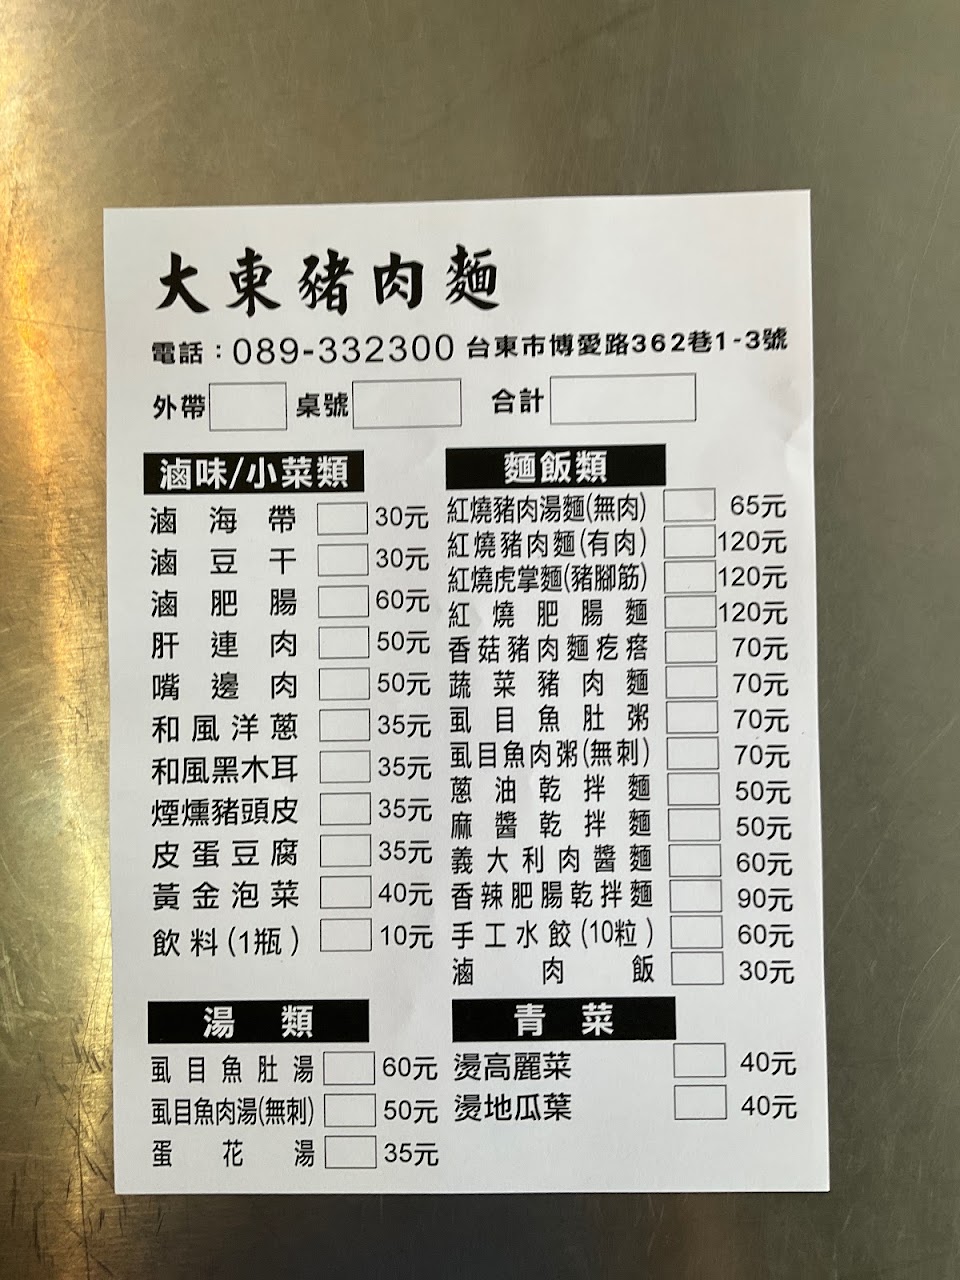 大東豬肉麵
電話：089-332300 台東市博愛路362巷1-3號
外帶 桌號 合計
滷味/小菜類
滷海帶 30元
滷豆干 30元
滷肥腸 60元
肝連肉 50元
嘴邊肉 50元
和風洋蔥 35元
和風黑木耳 35元
煙燻豬頭皮 35元
皮蛋豆腐 35元
黃金泡菜 40元
飲料(1瓶) 10元
麵飯類
紅燒豬肉湯麵(無肉) 65元
紅燒豬肉麵(有肉) 120元
紅燒虎掌麵(豬腳筋) 120元
紅燒肥腸麵 120元
香菇豬肉麵疙瘩 70元
蔬菜豬肉麵 70元
虱目魚肚粥 70元
虱目魚肉粥(無刺) 70元
蔥油乾拌麵 50元
麻醬乾拌麵 50元
義大利肉醬麵 60元
香辣肥腸乾拌麵 90元
手工水餃(10粒) 60元
滷肉飯 30元
湯類
虱目魚肚湯 60元
虱目魚肉湯(無刺) 50元
蛋花湯 35元
青菜
燙高麗菜 40元
燙地瓜葉 40元